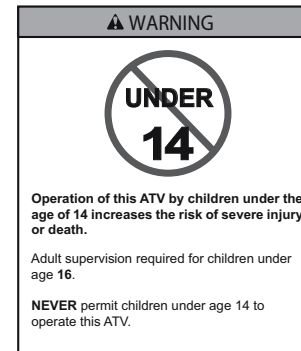 WARNING
UNDER
14
Operation of this ATV by children under the
age of 14 increases the risk of severe injury
or death.
Adult supervision required for children under
age 16.
NEVER permit children under age 14 to
operate this ATV.